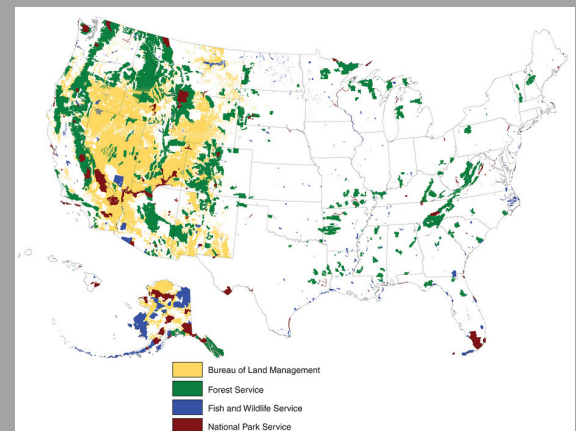 Bureau of Land Management
Forest Service
Fish and Wildlife Service
National Park Service